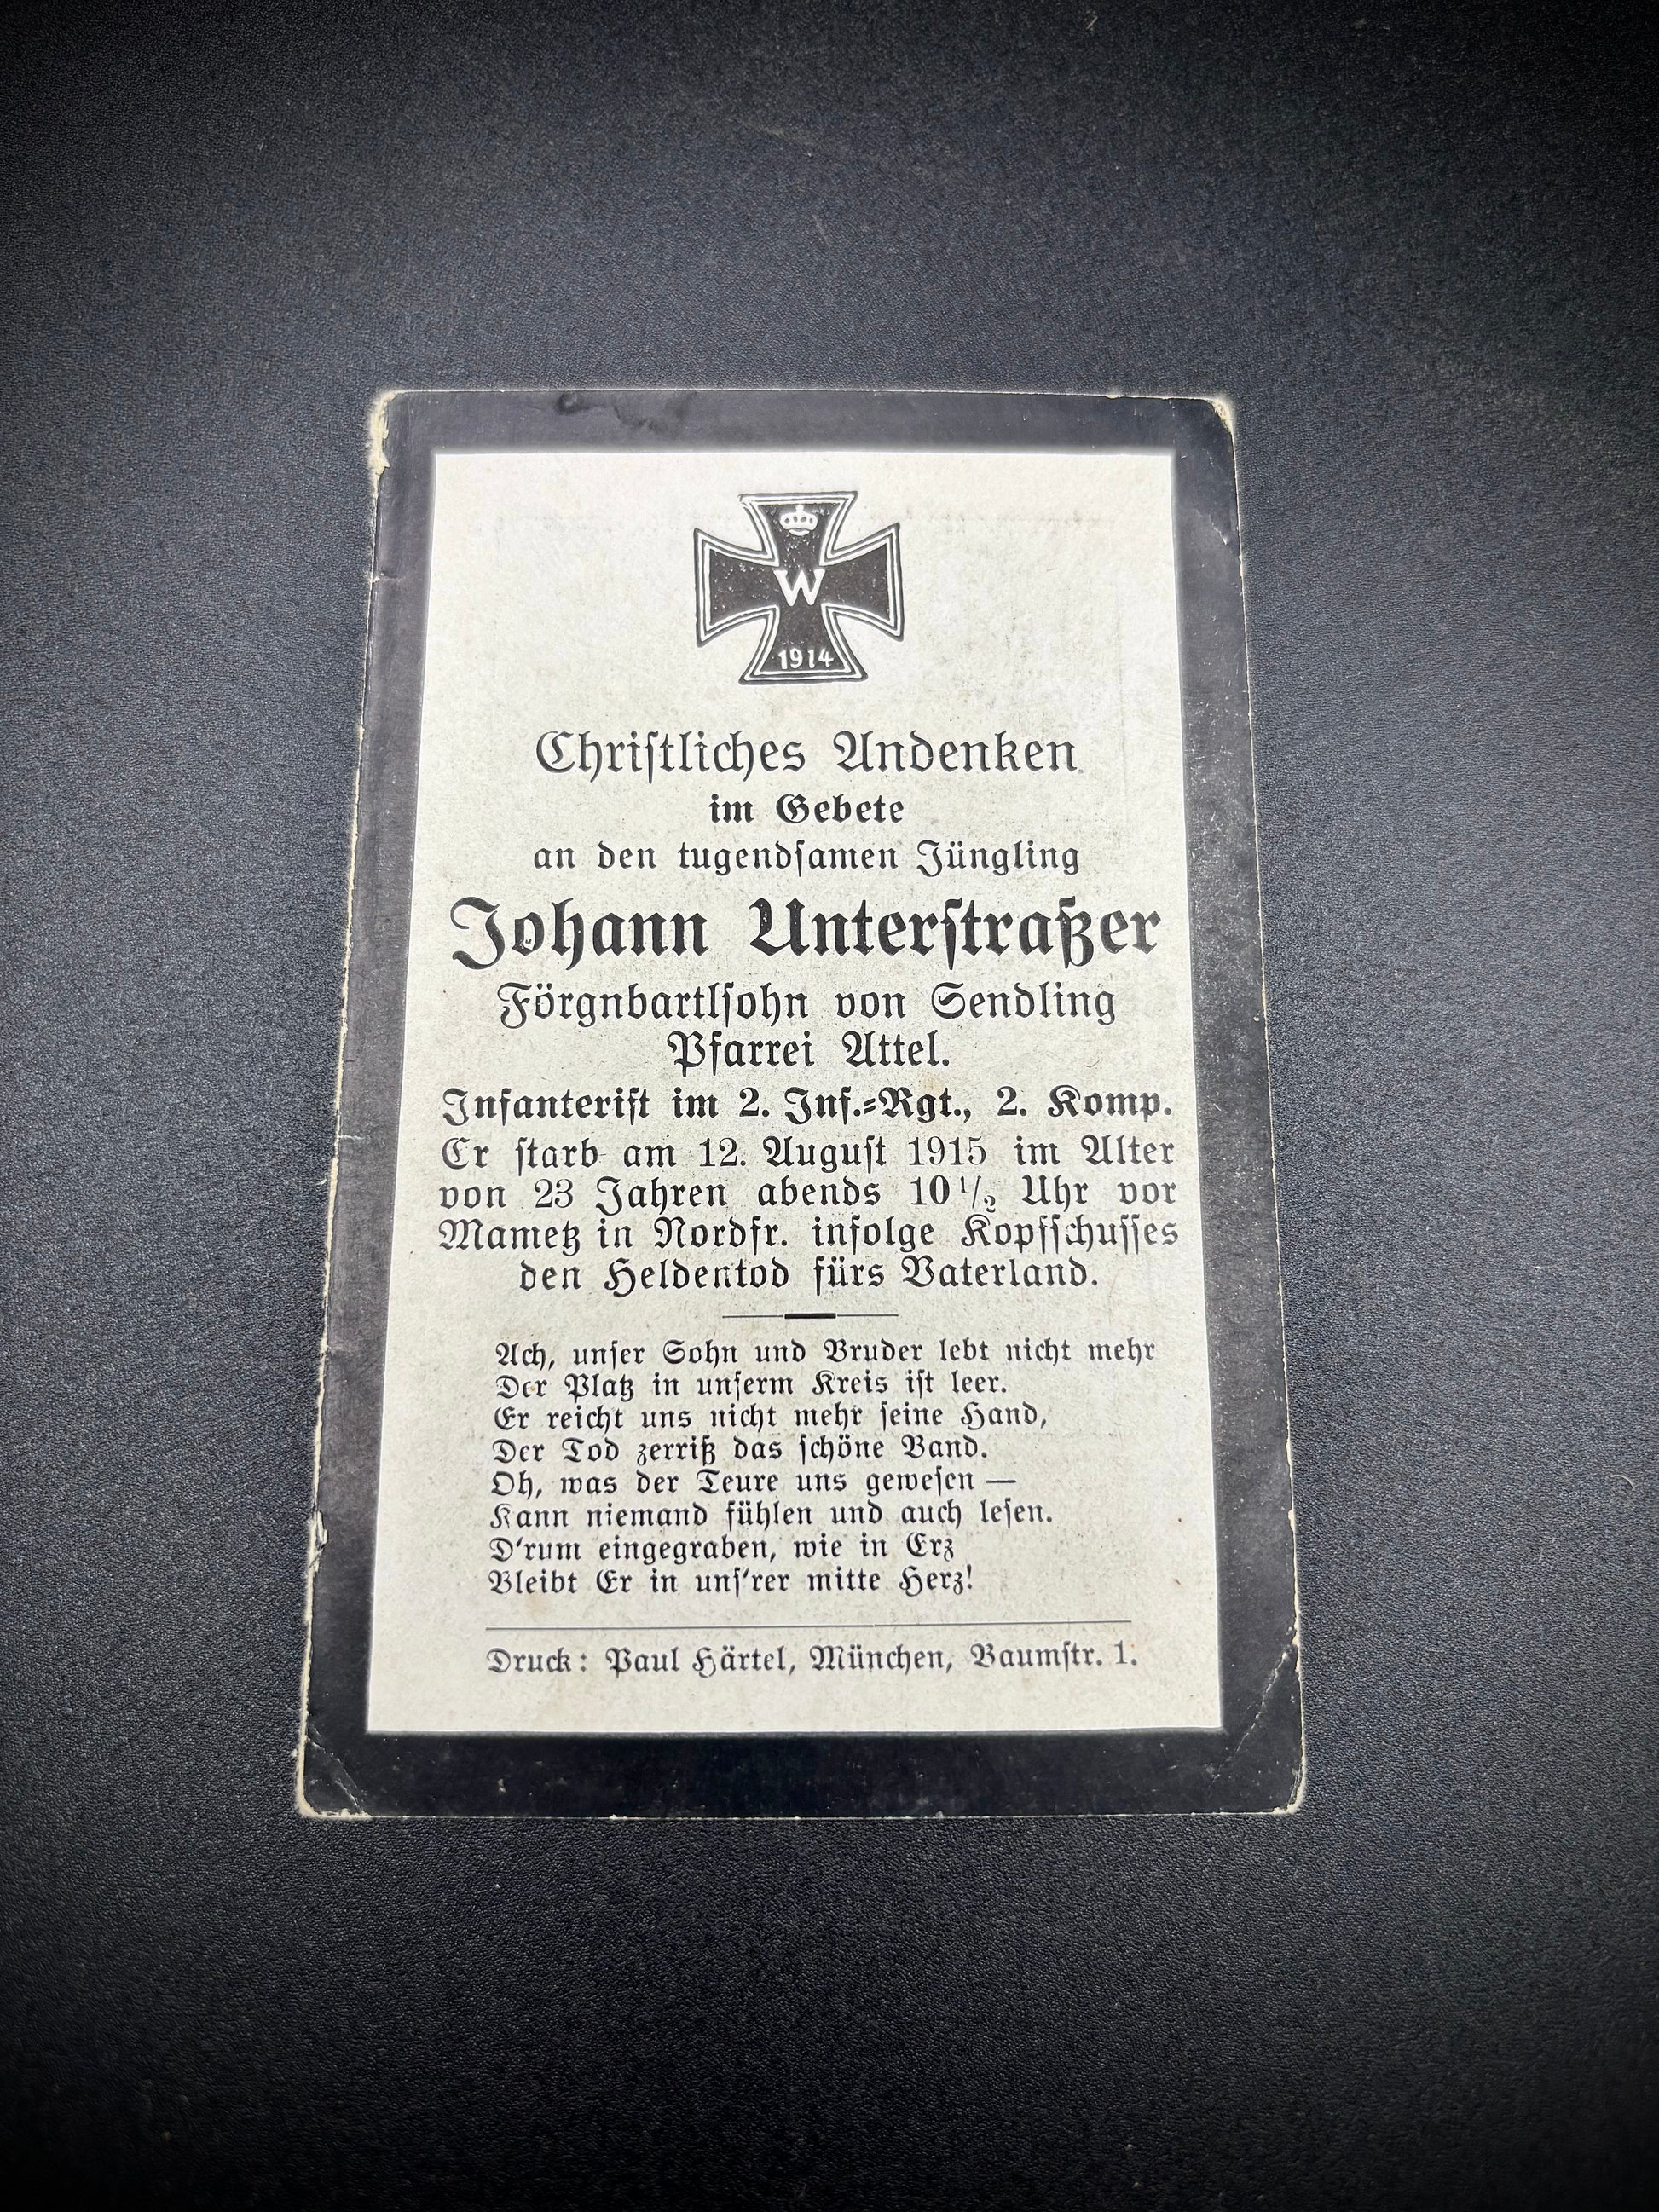 W
1914
Christliches Andenken
im Gebete
an den tugendsamen Jüngling
Johann Unterstraßer
Förgnbartlsohn von Sendling
Pfarrei Attel.
Infanterist im 2. Inf.-Rgt., 2. Komp.
Er starb am 12. August 1915 im Alter
von 23 Jahren abends 10 1/2 Uhr vor
Mametz in Nordfr. infolge Kopfschusses
den Heldentod fürs Vaterland.
Ach, unser Sohn und Bruder lebt nicht mehr
Der Platz in unserm Kreis ist leer.
Er reicht uns nicht mehr seine Hand,
Der Tod zerriß das schöne Band.
Oh, was der Teure uns gewesen —
Kann niemand fühlen und auch lesen.
D'rum eingegraben, wie in Erz
Bleibt Er in uns'rer mitte Herz!
Druck: Paul Härtel, München, Baumstr. 1.